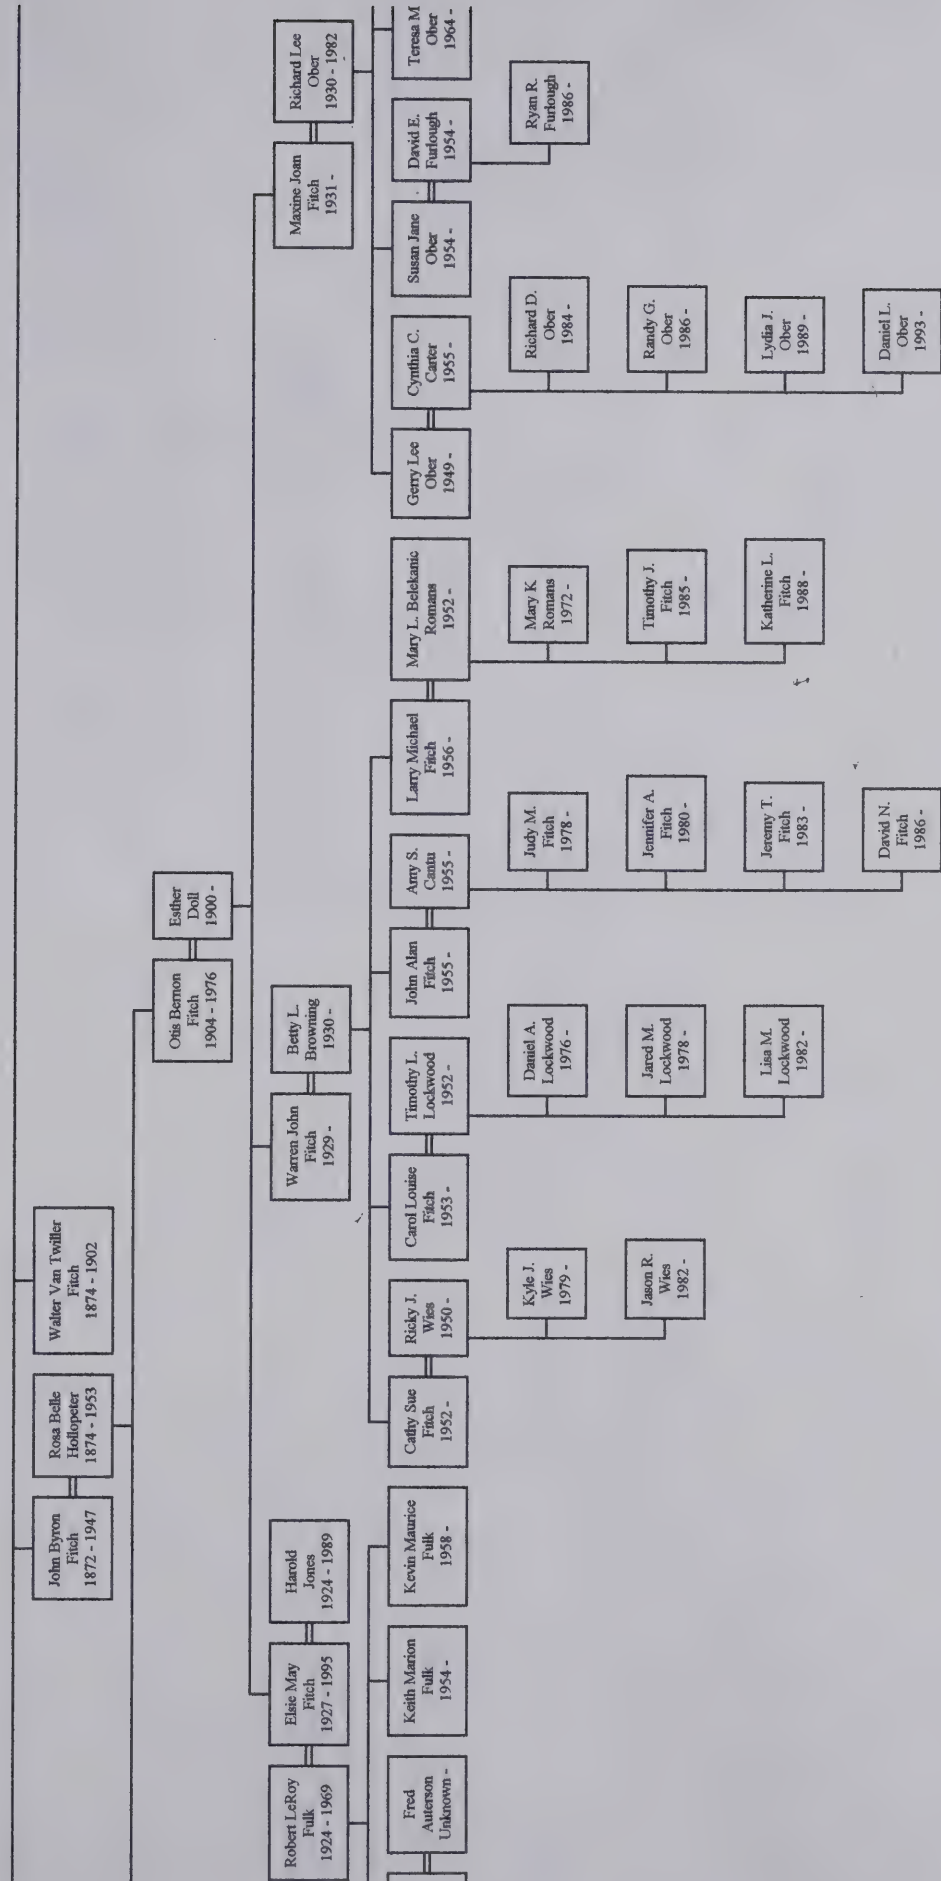 John Byron
Fitch
1872 - 1947
Rosa Belle
Hollopeter
1874 - 1953
Walter Van Twiller
Fitch
1874 - 1902
Otis Bernon
Fitch
1904 - 1976
Esther
Doll
1900 -
Robert LeRoy
Fulk
1924 - 1969
Elsie May
Fitch
1927 - 1995
Harold
Jones
1924 - 1989
Warren John
Fitch
1929 -
Betty L.
Browning
1930 -
Maxine Joan
Fitch
1931 -
Richard Lee
Ober
1930 - 1982
Fred
Auterson
Unknown -
Keith Marion
Fulk
1954 -
Kevin Maurice
Fulk
1958 -
Cathy Sue
Fitch
1952 -
Ricky J.
Wies
1950 -
Carol Louise
Fitch
1953 -
Timothy L.
Lockwood
1952 -
John Alan
Fitch
1955 -
Amy S.
Cantu
1955 -
Larry Michael
Fitch
1956 -
Mary L. Belekanic
Romans
1952 -
Gerry Lee
Ober
1949 -
Cynthia C.
Carter
1955 -
Susan Jane
Ober
1954 -
David E.
Furlough
1954 -
Teresa M
Ober
1964 -
Kyle J.
Wies
1979 -
Jason R.
Wies
1982 -
Daniel A.
Lockwood
1976 -
Jared M.
Lockwood
1978 -
Lisa M.
Lockwood
1982 -
Judy M.
Fitch
1978 -
Jennifer A.
Fitch
1980 -
Jeremy T.
Fitch
1983 -
David N.
Fitch
1986 -
Mary K
Romans
1972 -
Timothy J.
Fitch
1985 -
Katherine L.
Fitch
1988 -
Richard D.
Ober
1984 -
Randy G.
Ober
1986 -
Lydia J.
Ober
1989 -
Daniel L.
Ober
1993 -
Ryan R.
Furlough
1986 -